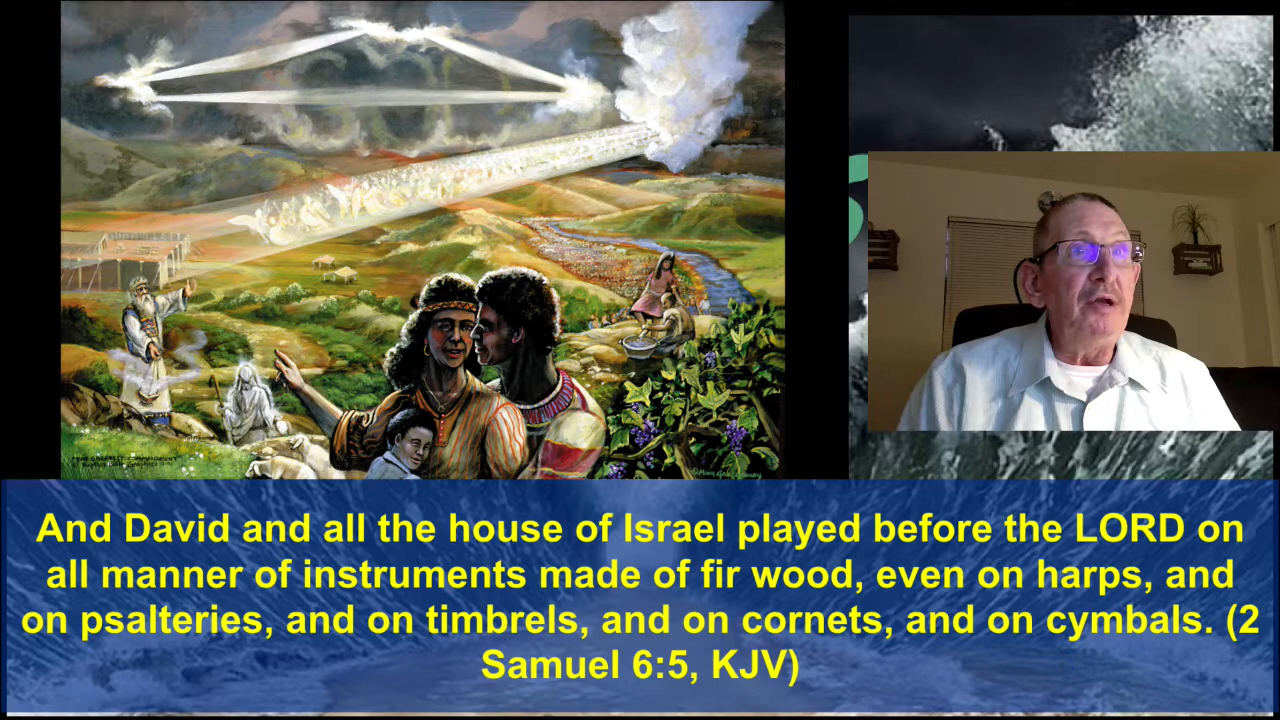 And David and all the house of Israel played before the LORD on
all manner of instruments made of fir wood, even on harps, and
on psalteries, and on timbrels, and on cornets, and on cymbals. (2
Samuel 6:5, KJV)